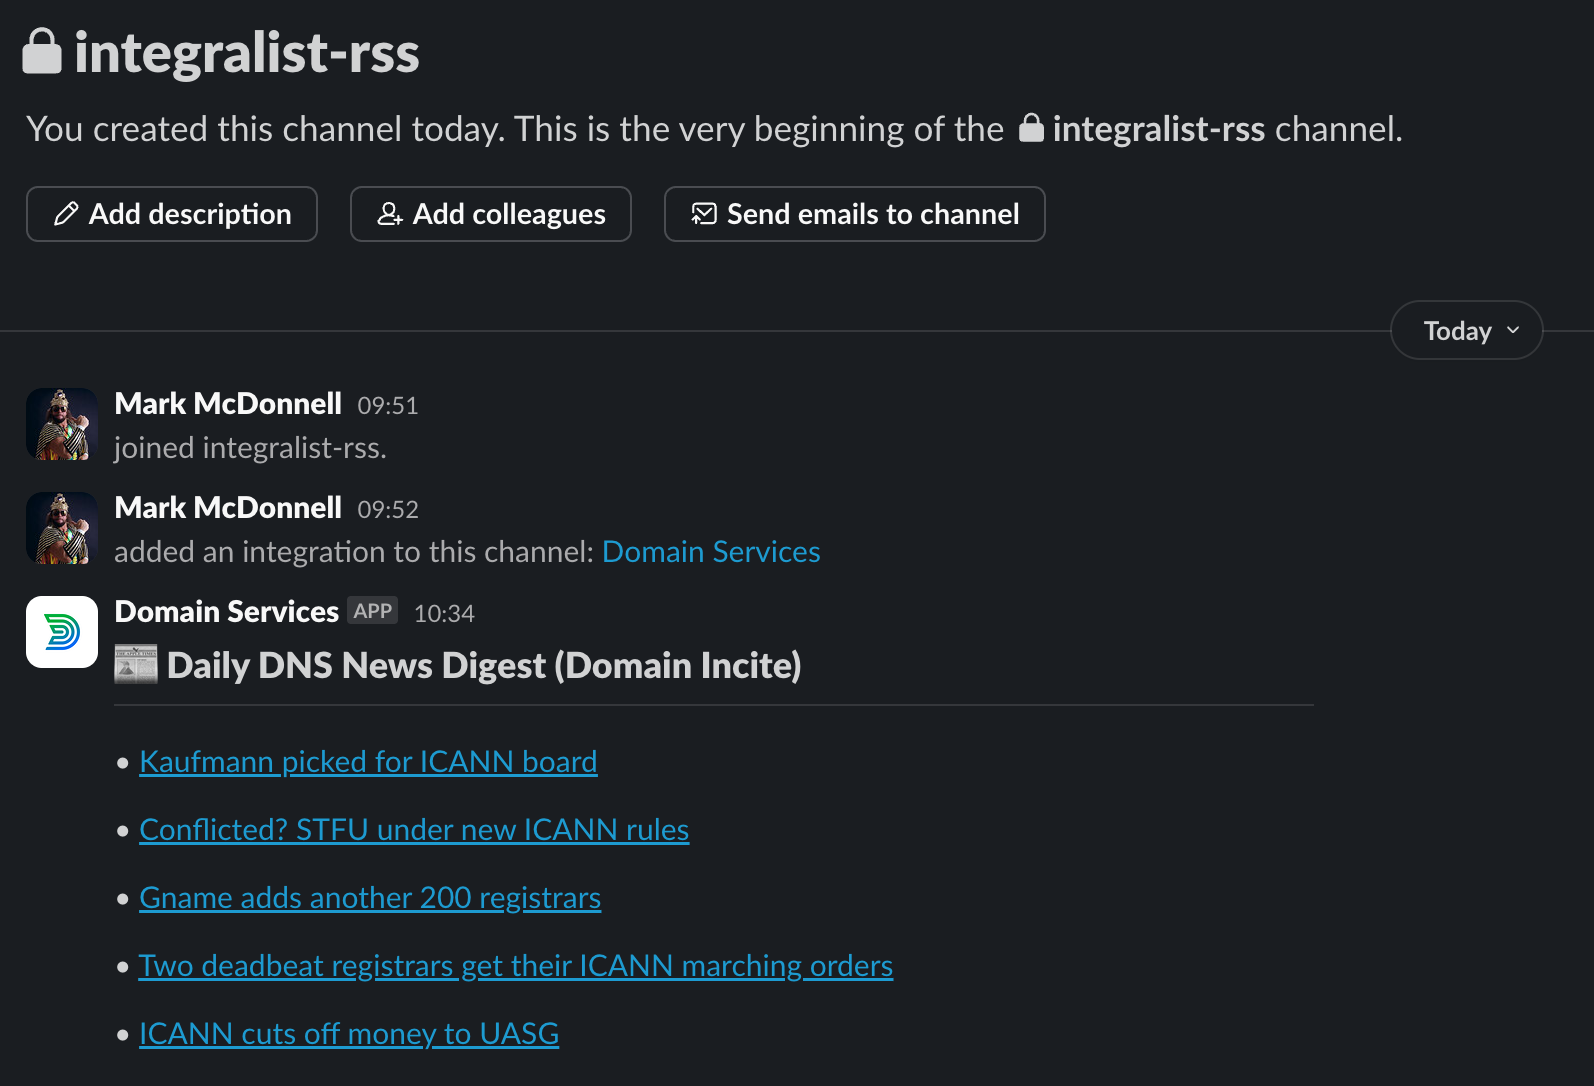 integralist-rss
You created this channel today. This is the very beginning of the integralist-rss channel.
Add description
Add colleagues
Send emails to channel
Today
Mark McDonnell 09:51
joined integralist-rss.
Mark McDonnell 09:52
added an integration to this channel: Domain Services
Domain Services APP 10:34
Daily DNS News Digest (Domain Incite)
• Kaufmann picked for ICANN board
• Conflicted? STFU under new ICANN rules
• Gname adds another 200 registrars
• Two deadbeat registrars get their ICANN marching orders
• ICANN cuts off money to UASG